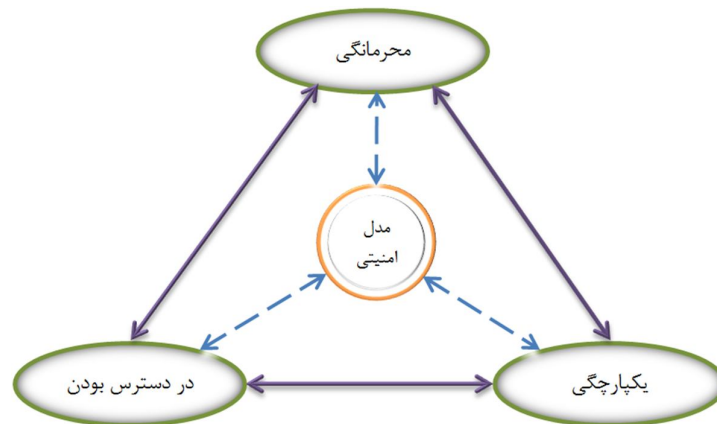 محرمانگی
مدل
امنیتی
در دسترس بودن
یکپارچگی